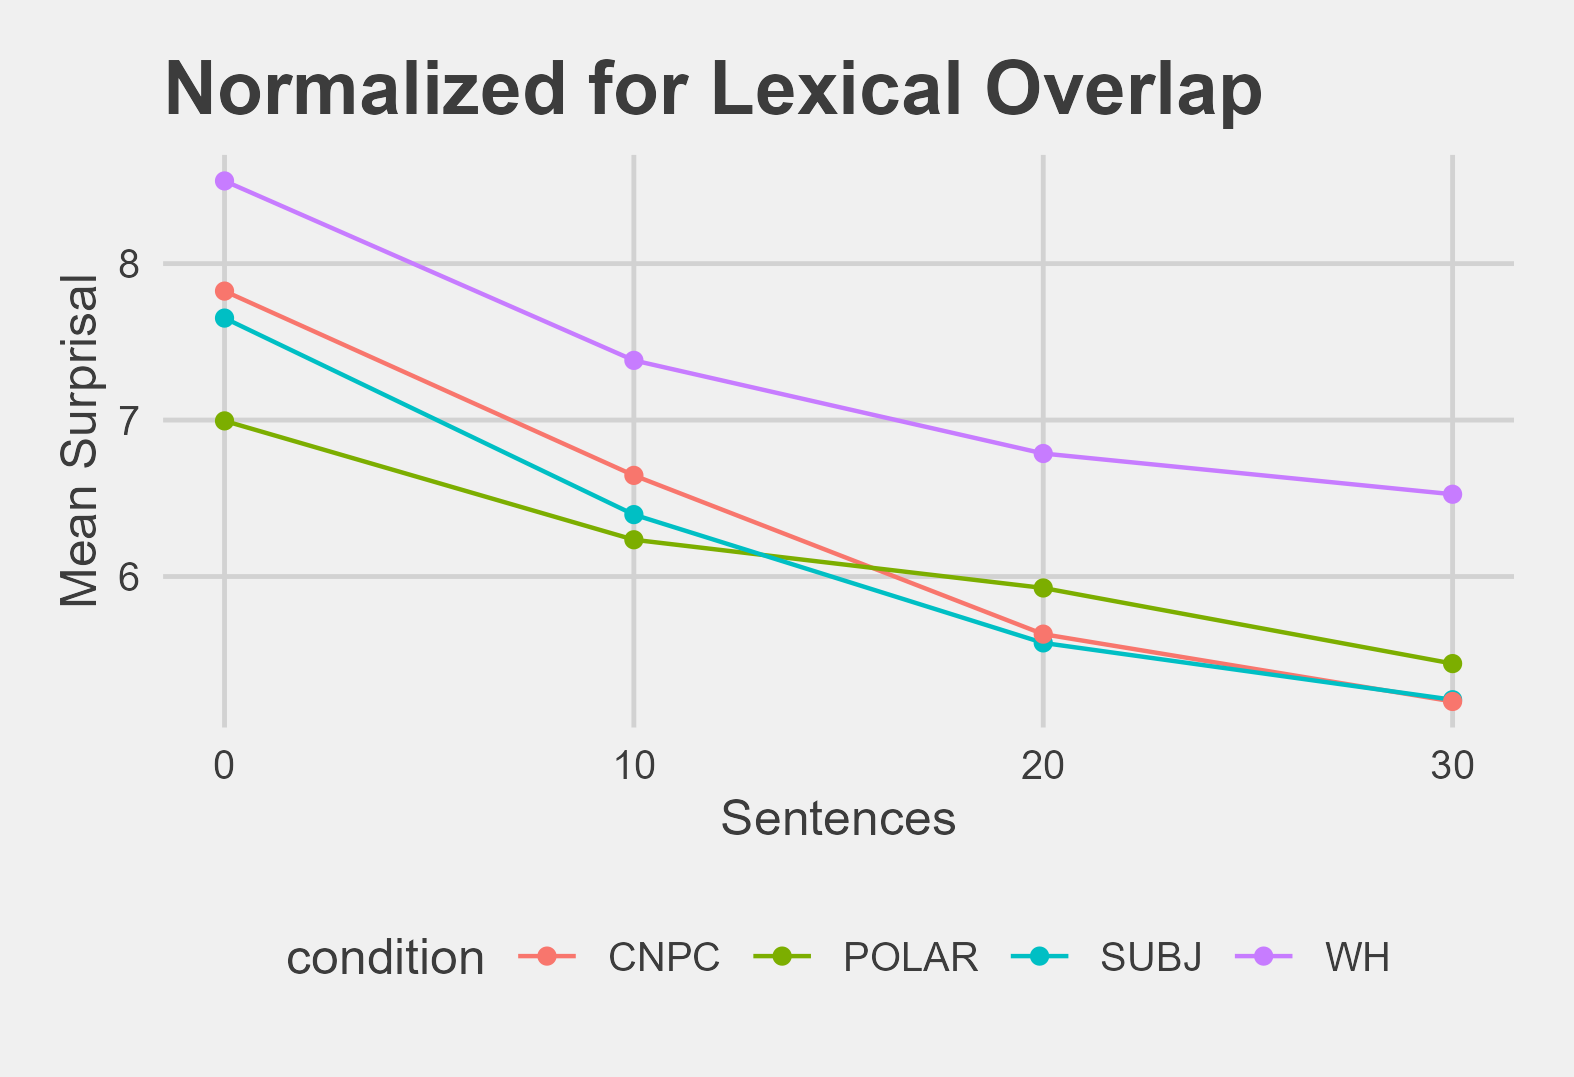 Normalized for Lexical Overlap
Mean Surprisal
8
7
6
0 10 20 30
Sentences
condition CNPC POLAR SUBJ WH